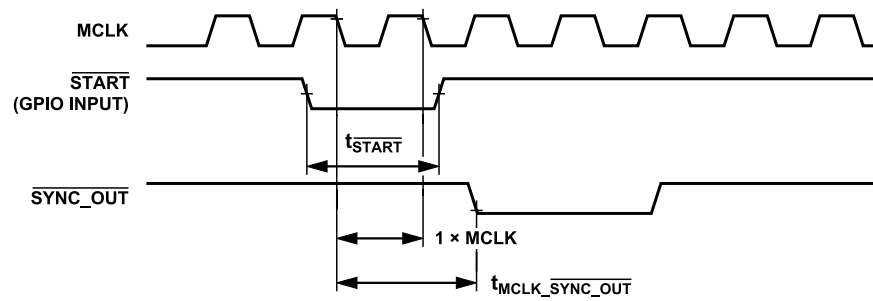 MCLK
START
(GPIO INPUT)
tSTART
SYNC_OUT
1 × MCLK
tMCLK_SYNC_OUT